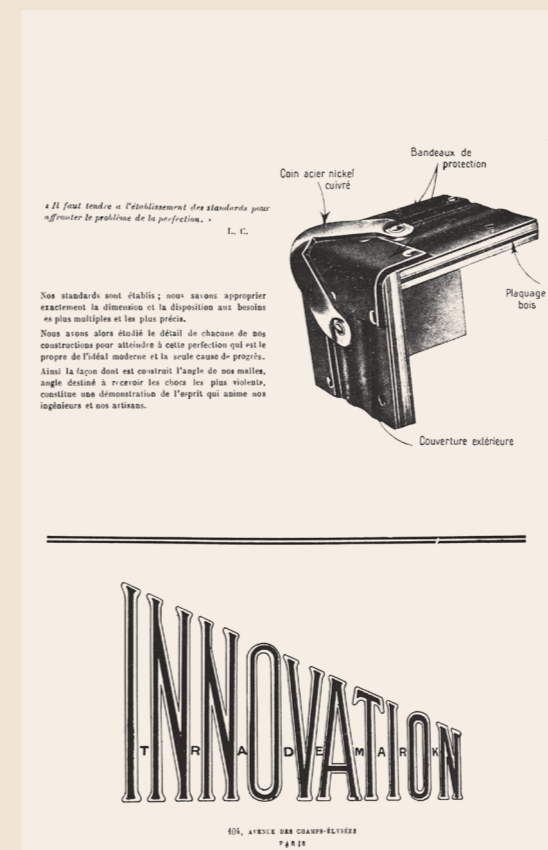 « Il faut tendre a l'établissement des standards pour
affronter le problème de la perfection. »
L. C.
Nos standards sont établis ; nous savons approprier
exactement la dimension et la disposition aux besoins
es plus multiples et les plus précis.
Nous avons alors étudié le détail de chacune de nos
constructions pour atteindre à cette perfection qui est le
propre de l'idéal moderne et la seule cause de progrès.
Ainsi la façon dont est construit l'angle de nos malles,
angle destiné à recevoir les chocs les plus violents,
constitue une démonstration de l'esprit qui anime nos
ingénieurs et nos artisans.
Bandeaux de
protection
Coin acier nickel
cuivré
Plaquage
bois
Couverture extérieure
INNOVATION
TRADEMARK
104, AVENUE DES CHAMPS-ÉLYSÉES
PARIS